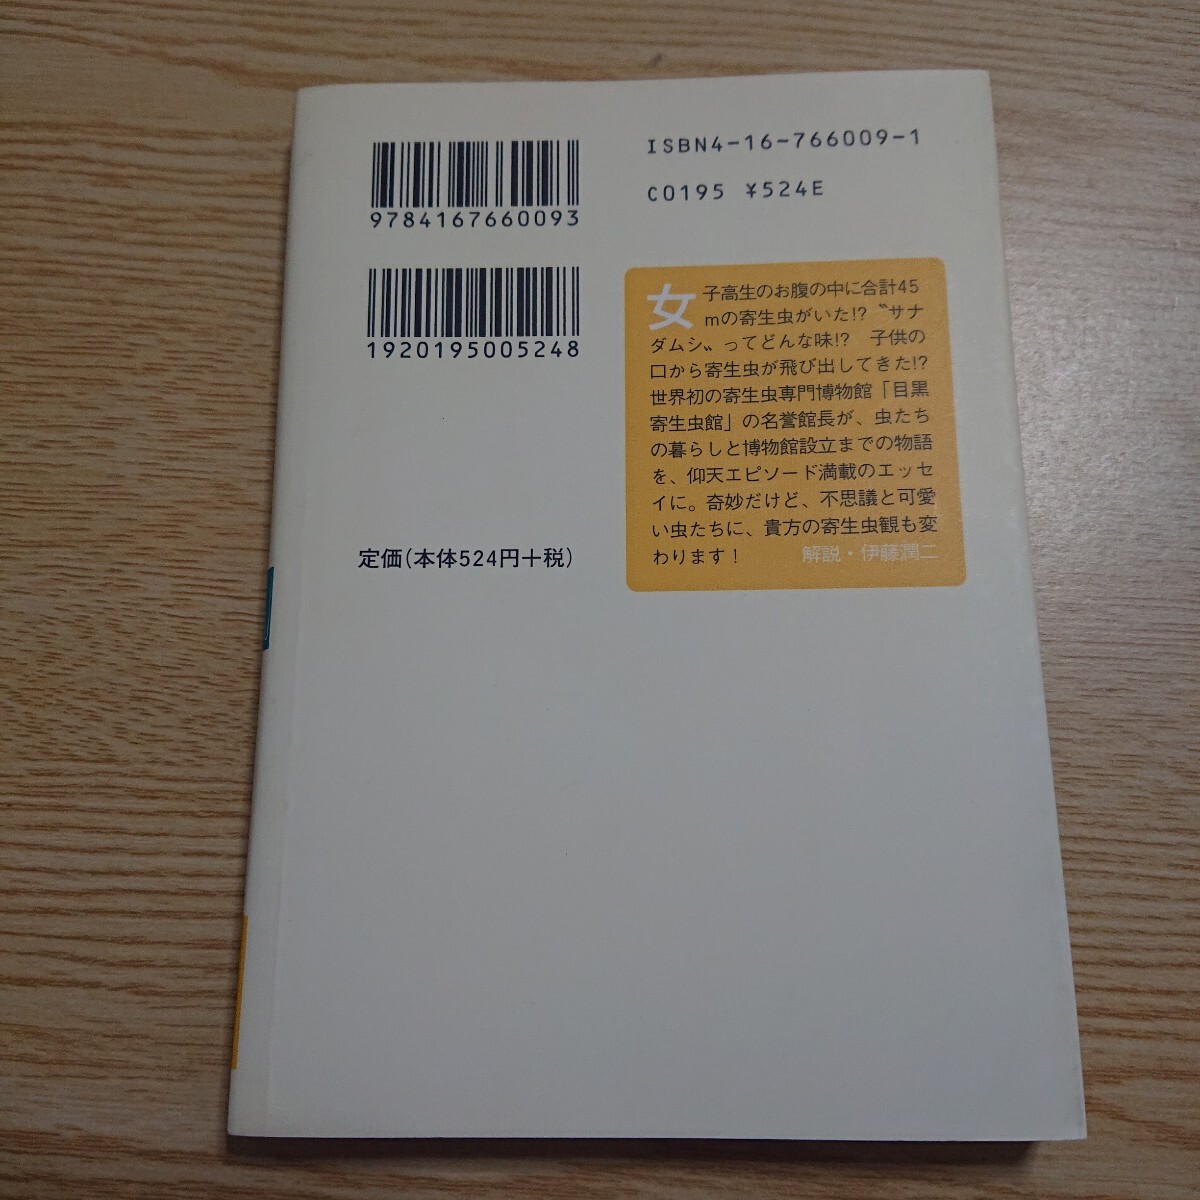 9784167660093
1920195005248
ISBN4-16-766009-1
C0195 ¥524E
女子高生のお腹の中に合計45
mの寄生虫がいた!?〝サナ
ダムシ〟ってどんな味!? 子供の
口から寄生虫が飛び出してきた!?
世界初の寄生虫専門博物館「目黒
寄生虫館」の名誉館長が、虫たち
の暮らしと博物館設立までの物語
を、仰天エピソード満載のエッセ
イに。奇妙だけど、不思議と可愛
い虫たちに、貴方の寄生虫観も変
わります! 解説・伊藤潤二
定価(本体524円+税)